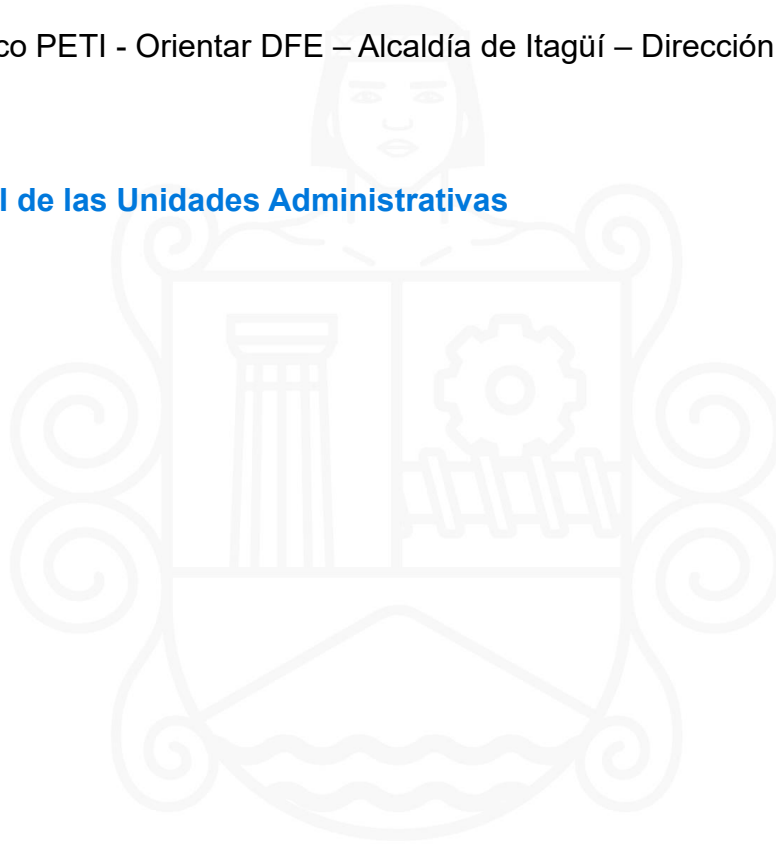 co PETI - Orientar DFE – Alcaldía de Itagüí – Dirección
l de las Unidades Administrativas